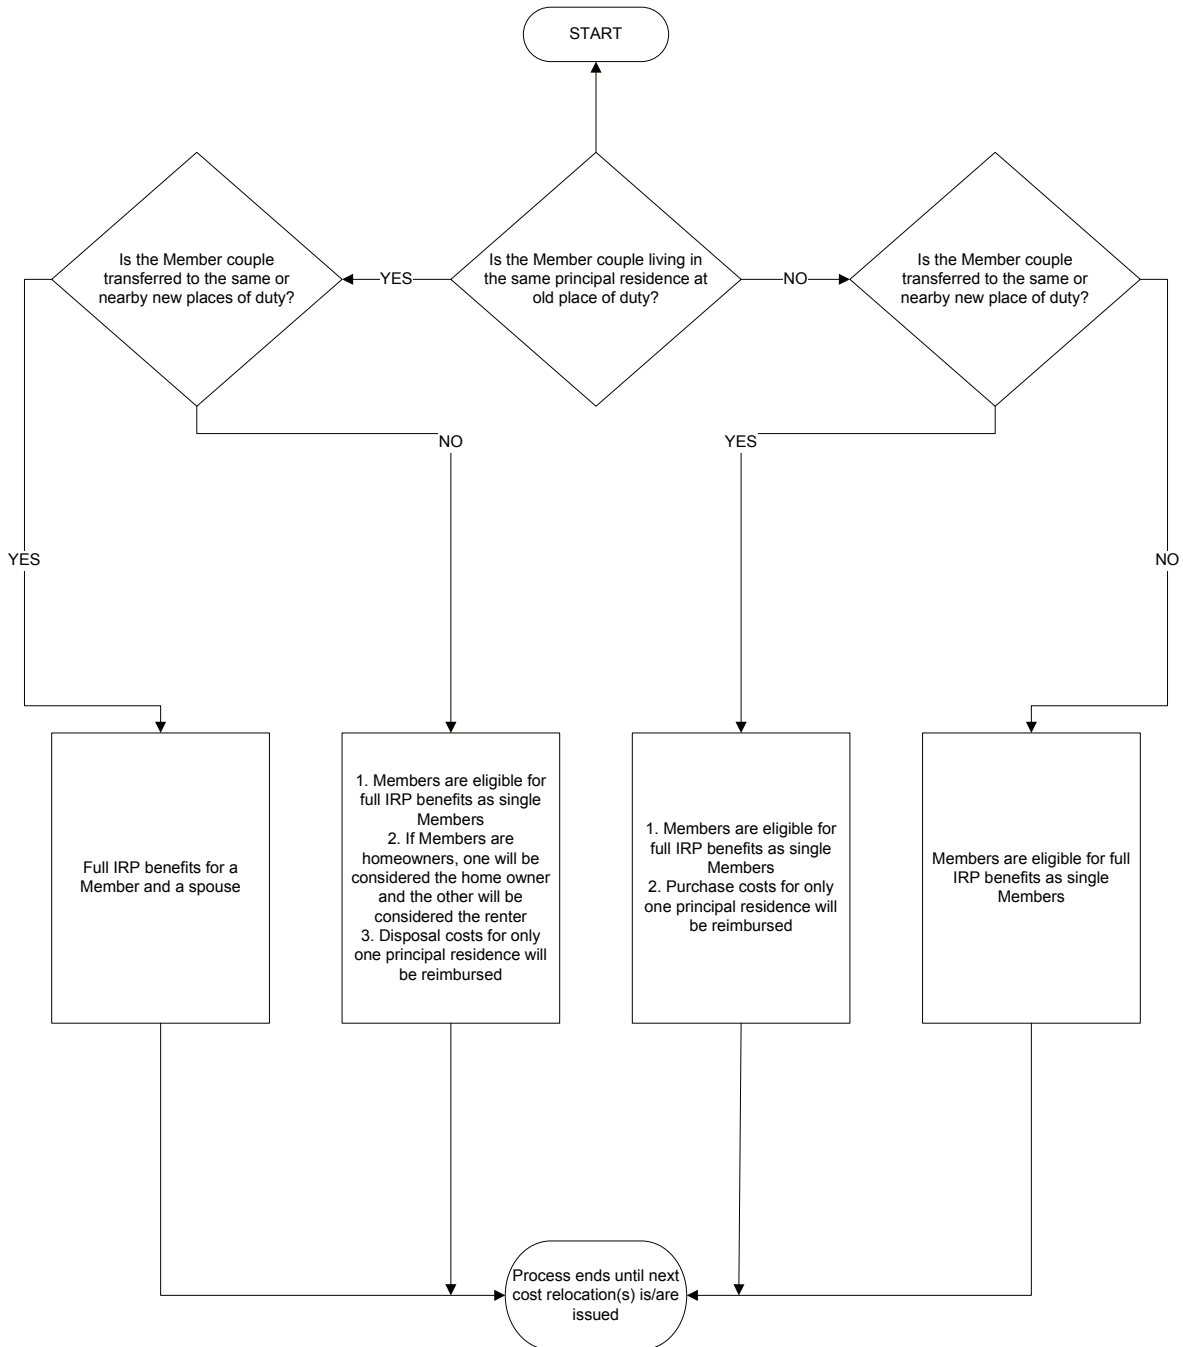 START
Is the Member couple
transferred to the same or
nearby new places of duty?
YES
Is the Member couple living in
the same principal residence at
old place of duty?
NO
Is the Member couple
transferred to the same or
nearby new place of duty?
NO
YES
YES
NO
Full IRP benefits for a
Member and a spouse
1. Members are eligible for
full IRP benefits as single
Members
2. If Members are
homeowners, one will be
considered the home owner
and the other will be
considered the renter
3. Disposal costs for only
one principal residence will
be reimbursed
1. Members are eligible for
full IRP benefits as single
Members
2. Purchase costs for only
one principal residence will
be reimbursed
Members are eligible for full
IRP benefits as single
Members
Process ends until next
cost relocation(s) is/are
issued